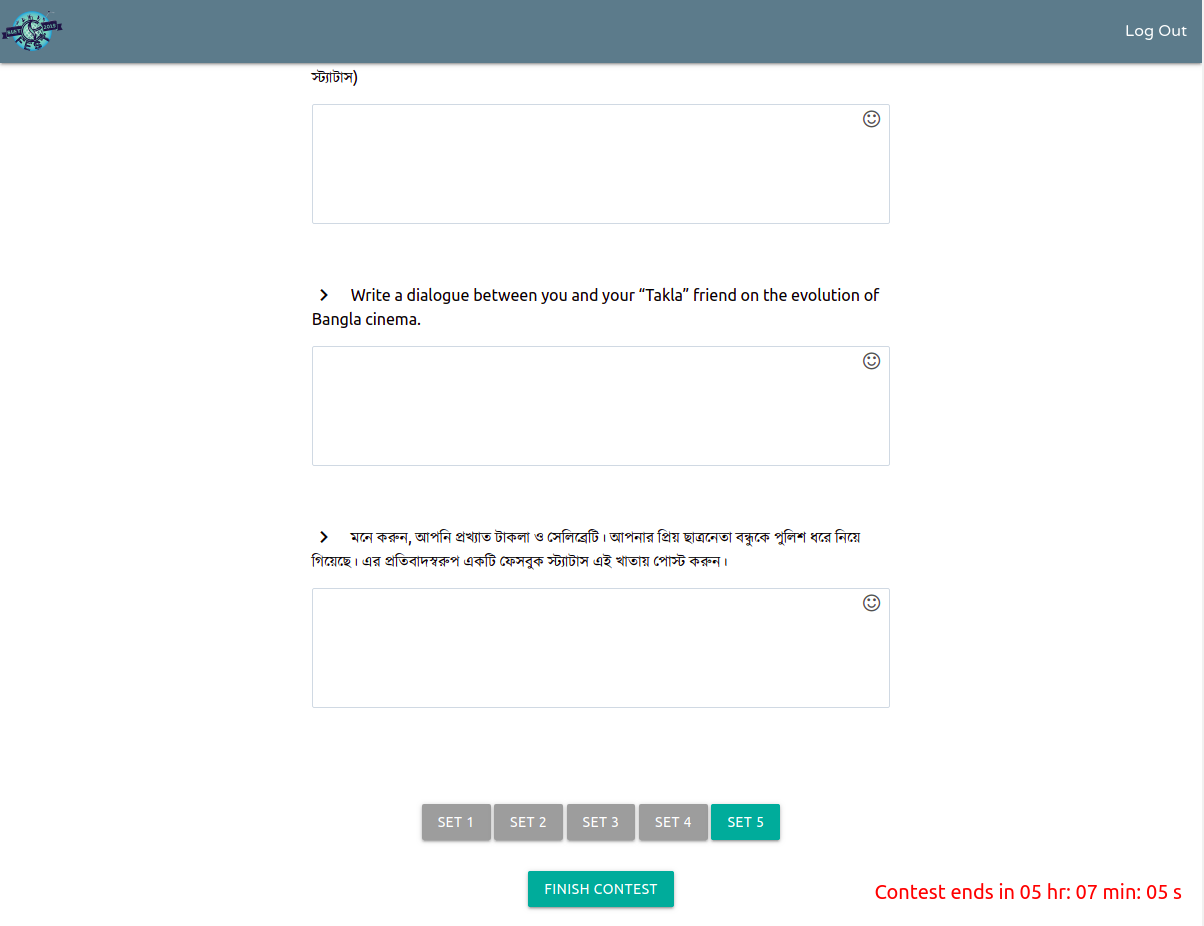 Log Out
স্ট্যাটাস)
Write a dialogue between you and your “Takla” friend on the evolution of
Bangla cinema.
মনে করুন, আপনি প্রখ্যাত টাকলা ও সেলিব্রেটি। আপনার প্রিয় ছাত্রনেতা বন্ধুকে পুলিশ ধরে নিয়ে
গিয়েছে। এর প্রতিবাদস্বরুপ একটি ফেসবুক স্ট্যাটাস এই খাতায় পোস্ট করুন।
SET 1 SET 2 SET 3 SET 4 SET 5
FINISH CONTEST
Contest ends in 05 hr: 07 min: 05 s